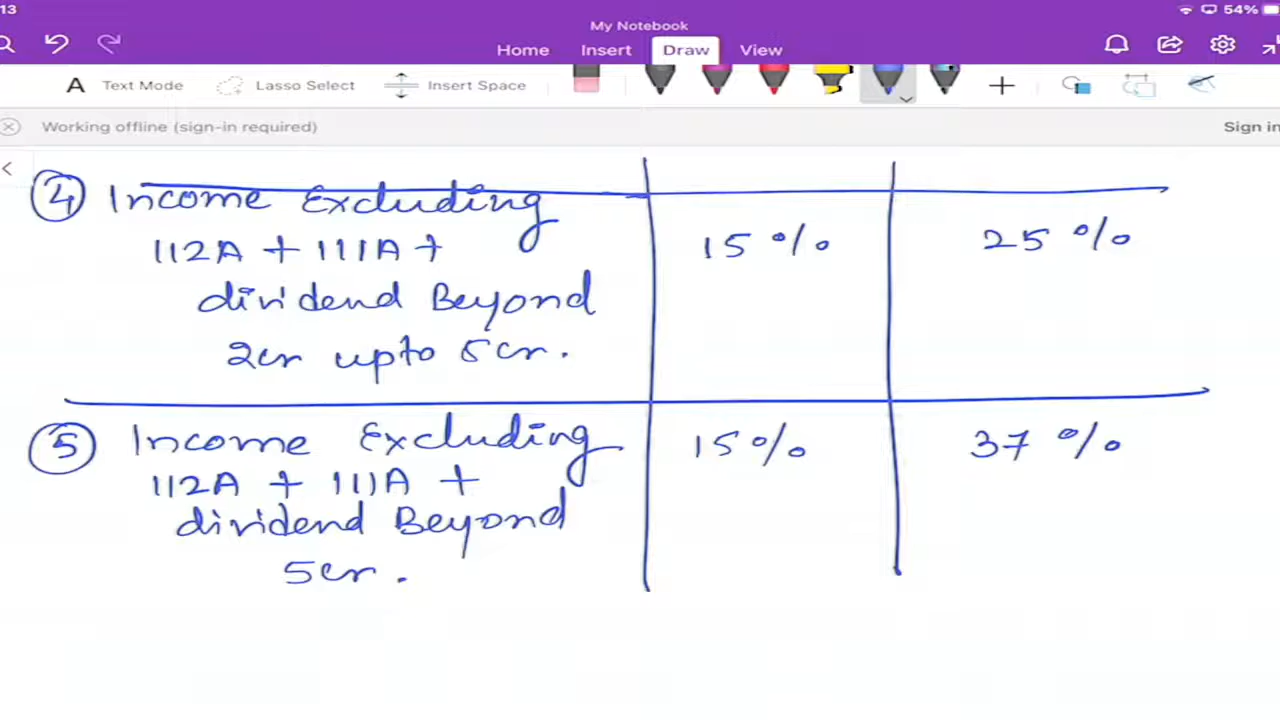 13
54%
My Notebook
Home Insert Draw View
Text Mode Lasso Select Insert Space
Working offline (sign-in required) Sign in
4 Income Excluding
112A + 111A + 15% 25%
dividend Beyond
2cr upto 5cr.
5 Income Excluding 15% 37%
112A + 111A +
dividend Beyond
5cr.